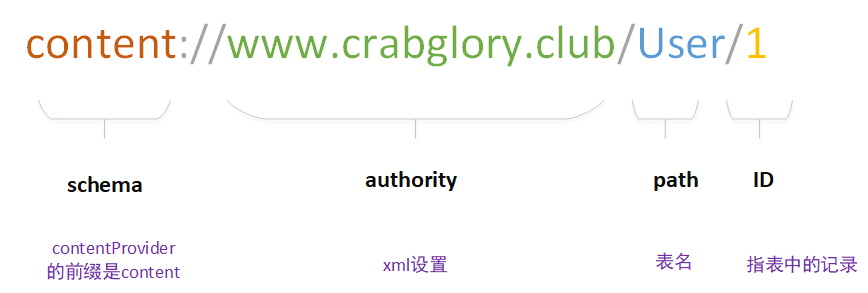 content://www.crabglory.club/User/1
schema
authority
path
ID
contentProvider
的前缀是content
xml设置
表名
指表中的记录